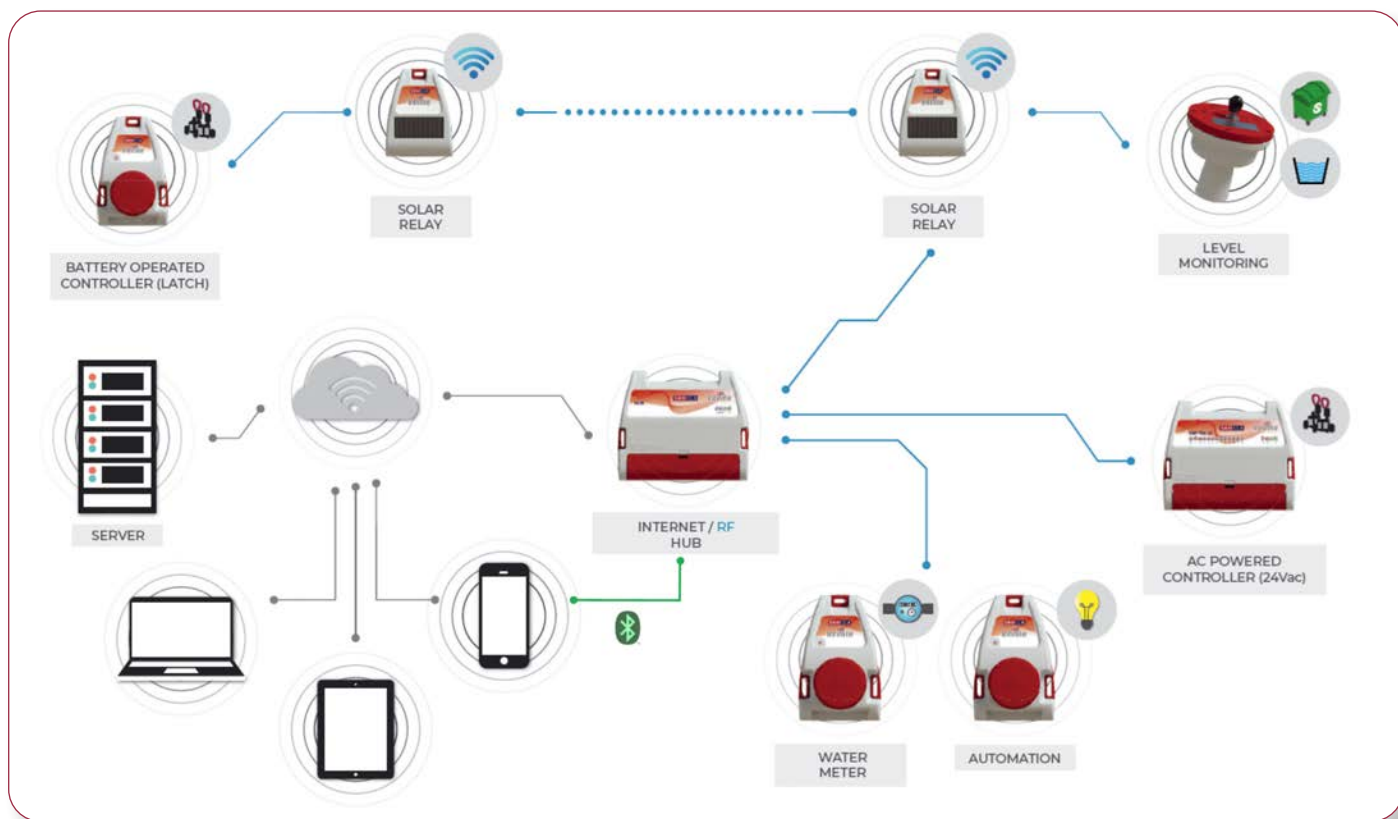 SOLAR
RELAY
SOLAR
RELAY
BATTERY OPERATED
CONTROLLER (LATCH)
LEVEL
MONITORING
SERVER
INTERNET / RF
HUB
AC POWERED
CONTROLLER (24Vac)
WATER
METER
AUTOMATION